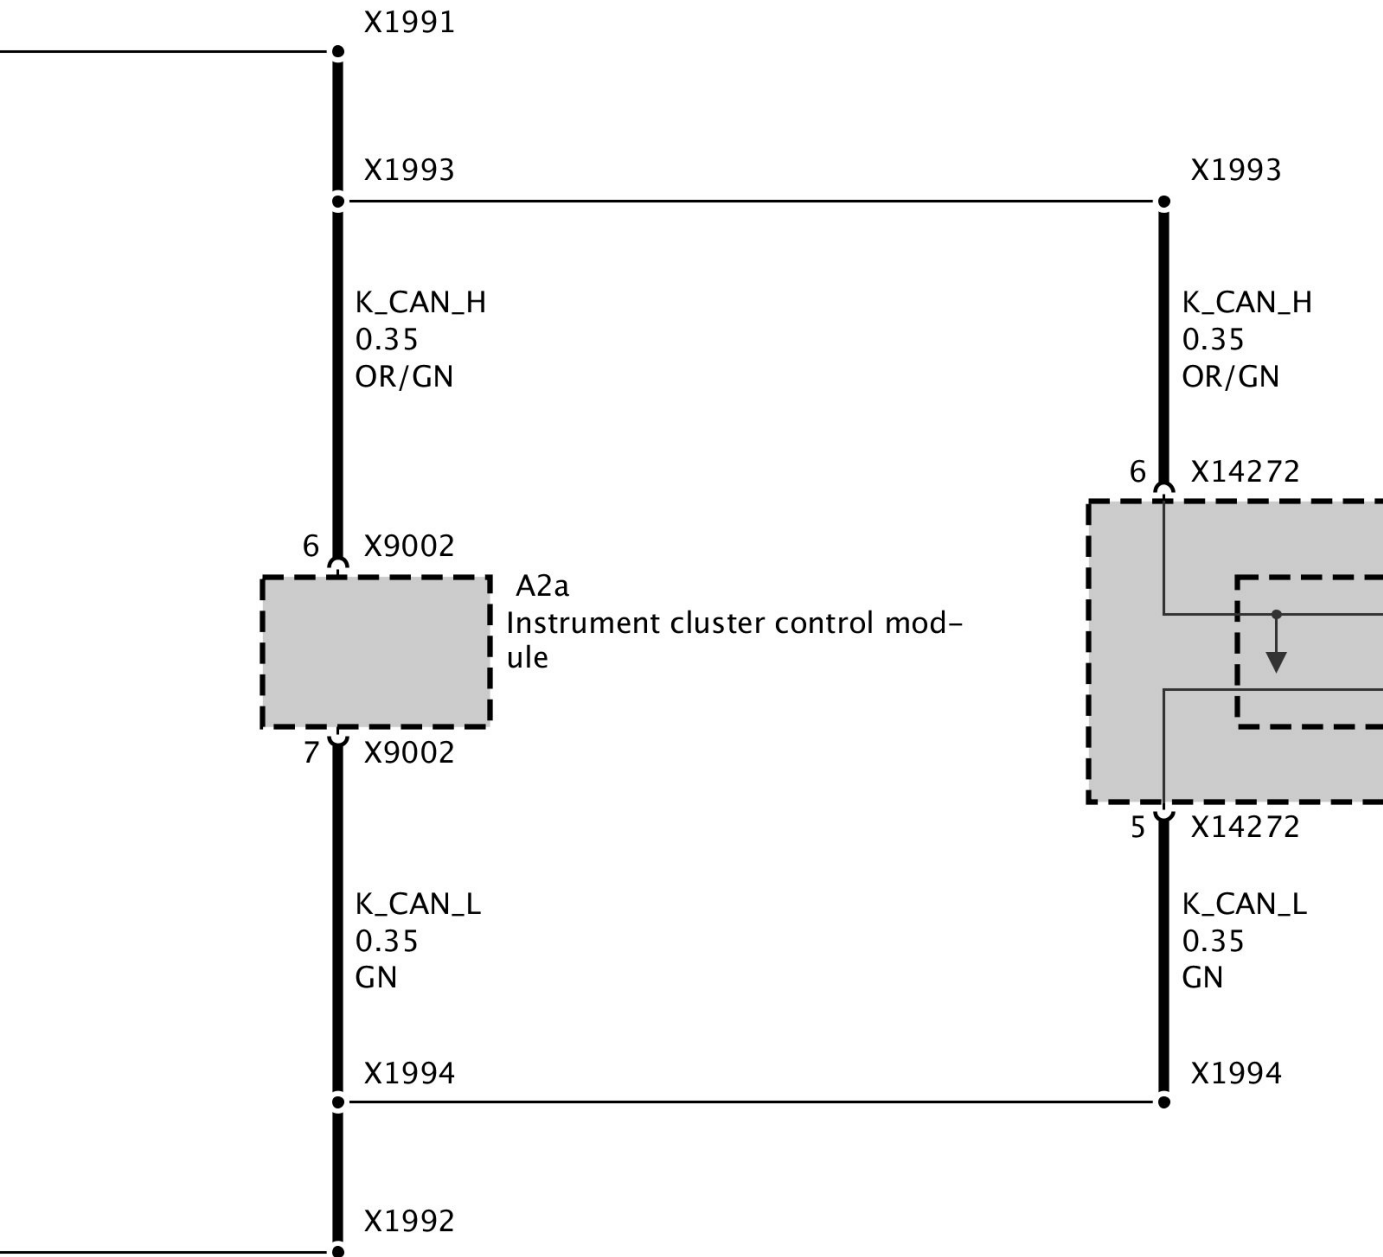 X1991
X1993
X1993
K_CAN_H
0.35
OR/GN
K_CAN_H
0.35
OR/GN
6 X14272
6 X9002
A2a
Instrument cluster control mod-
ule
7 X9002
5 X14272
K_CAN_L
0.35
GN
K_CAN_L
0.35
GN
X1994
X1994
X1992